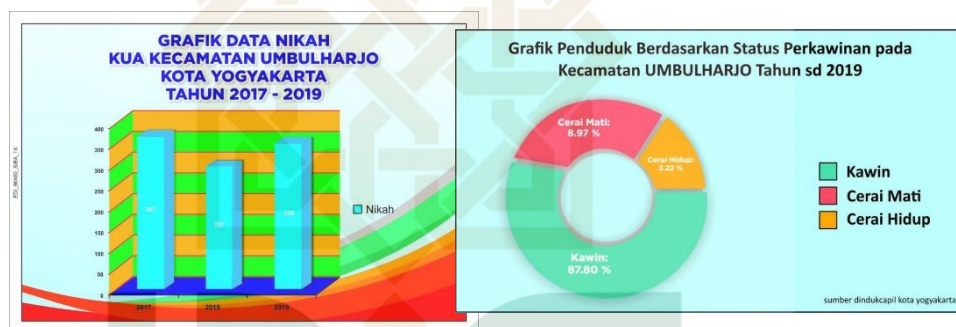 GRAFIK DATA NIKAH
KUA KECAMATAN UMBULHARJO
KOTA YOGYAKARTA
TAHUN 2017 - 2019
400
350
300
250
200
150
100
50
0
367
2017
2018
2019
Nikah
Grafik Penduduk Berdasarkan Status Perkawinan pada
Kecamatan UMBULHARJO Tahun sd 2019
Cerai Mati:
8.97 %
Cerai Hidup:
3.22 %
Kawin:
87.80 %
Kawin
Cerai Mati
Cerai Hidup
sumber dindukcapil kota yogyakarta